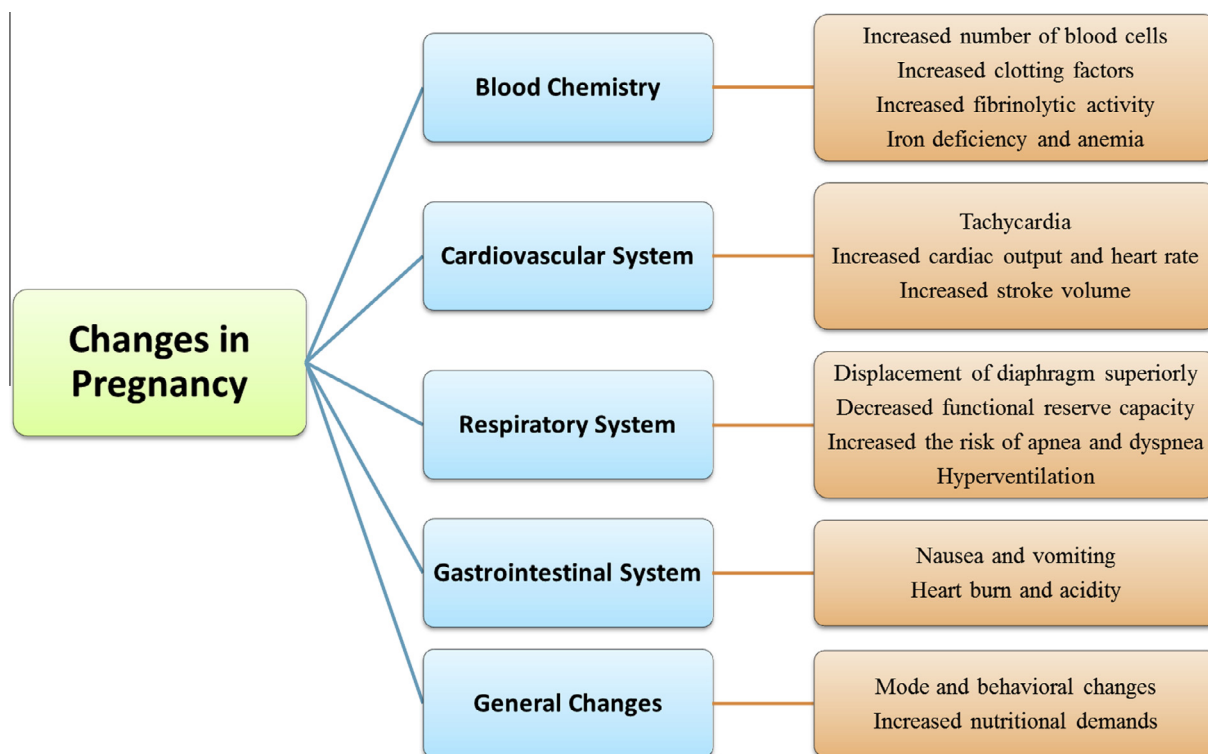 Changes in
Pregnancy
Blood Chemistry
Increased number of blood cells
Increased clotting factors
Increased fibrinolytic activity
Iron deficiency and anemia
Cardiovascular System
Tachycardia
Increased cardiac output and heart rate
Increased stroke volume
Respiratory System
Displacement of diaphragm superiorly
Decreased functional reserve capacity
Increased the risk of apnea and dyspnea
Hyperventilation
Gastrointestinal System
Nausea and vomiting
Heart burn and acidity
General Changes
Mode and behavioral changes
Increased nutritional demands